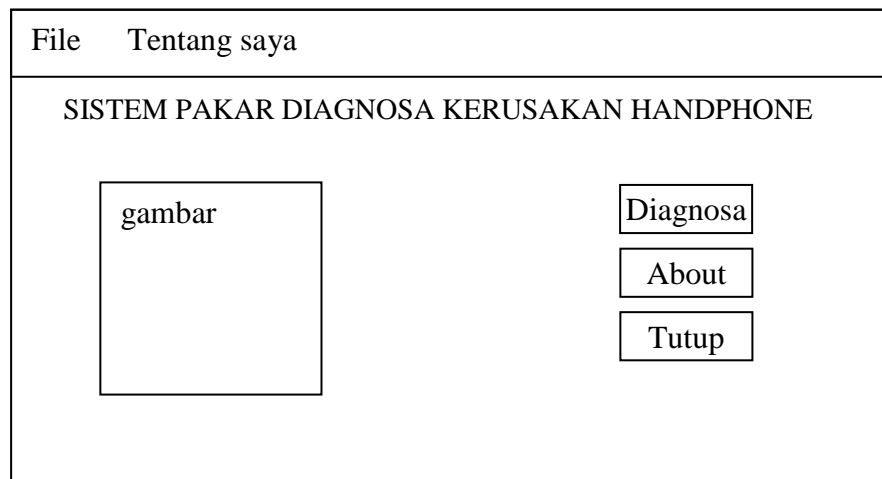 File Tentang saya
SISTEM PAKAR DIAGNOSA KERUSAKAN HANDPHONE
gambar
Diagnosa
About
Tutup